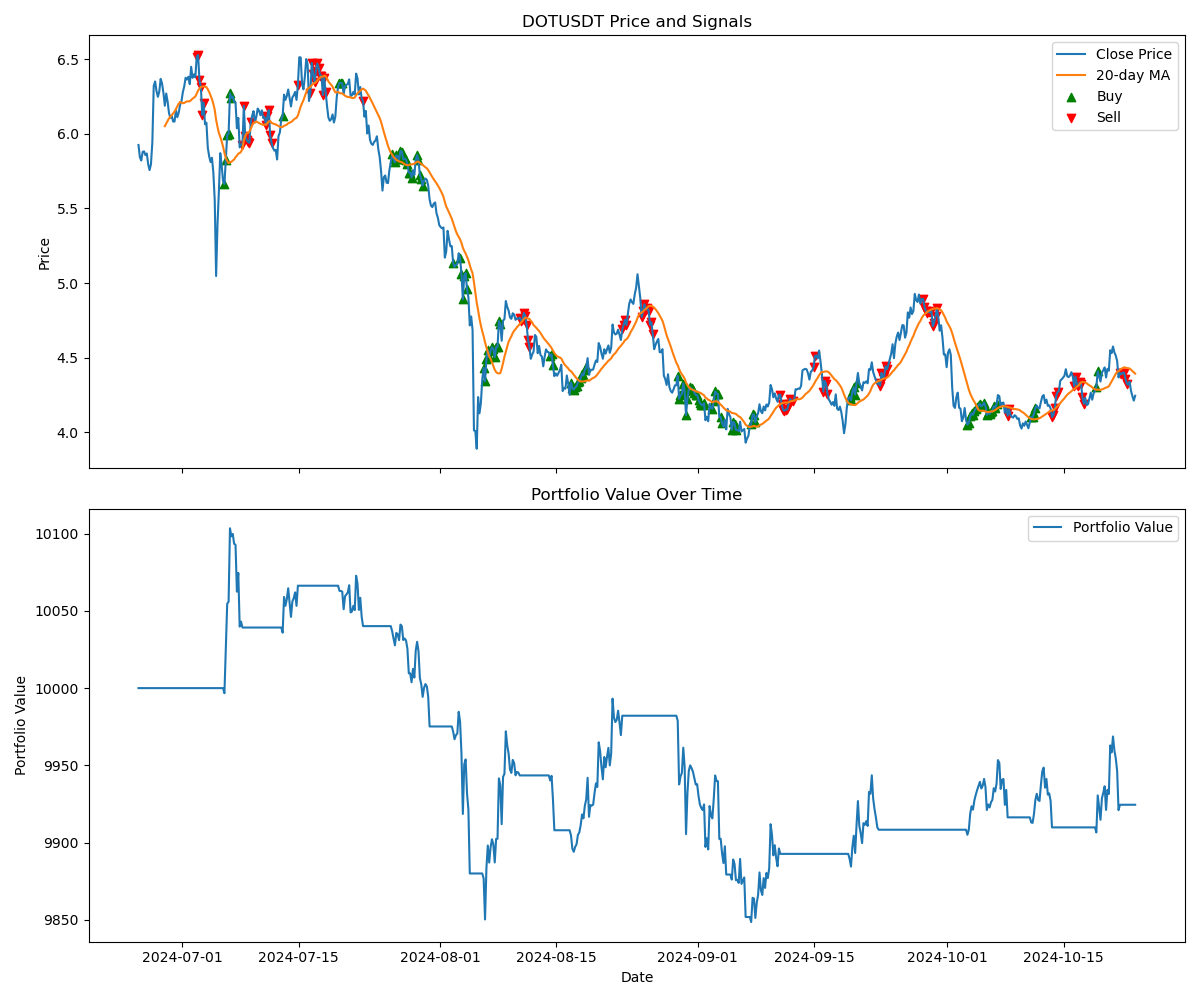 DOTUSDT Price and Signals
Price
6.5
6.0
5.5
5.0
4.5
4.0
Close Price
20-day MA
Buy
Sell
Portfolio Value Over Time
Portfolio Value
10100
10050
10000
9950
9900
9850
Portfolio Value
2024-07-01
2024-07-15
2024-08-01
2024-08-15
2024-09-01
2024-09-15
2024-10-01
2024-10-15
Date